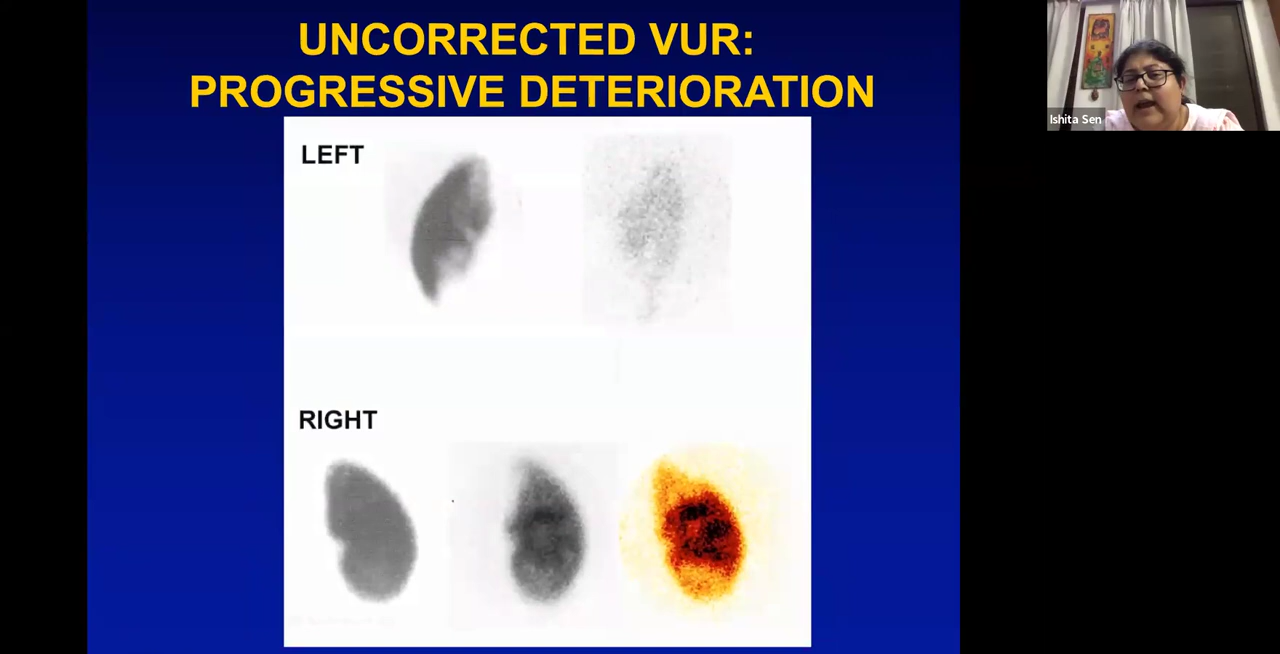 UNCORRECTED VUR:
PROGRESSIVE DETERIORATION
LEFT
RIGHT
Ishita Sen